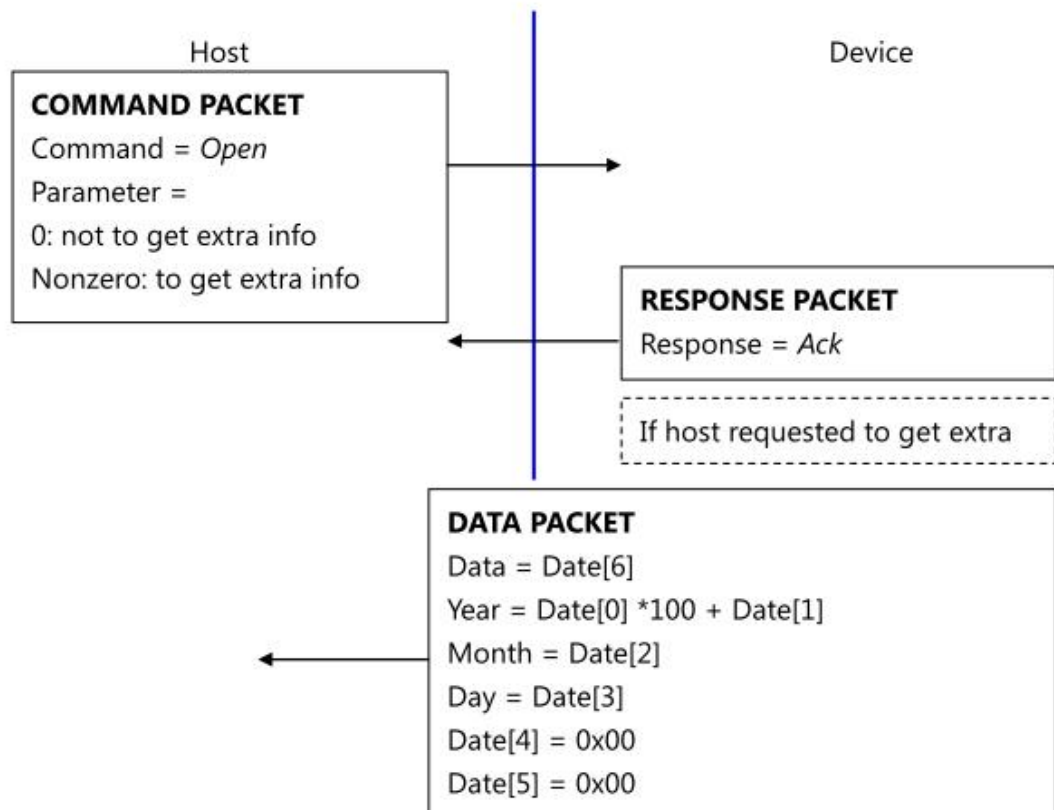 Host
Device
COMMAND PACKET
Command = Open
Parameter =
0: not to get extra info
Nonzero: to get extra info
RESPONSE PACKET
Response = Ack
If host requested to get extra
DATA PACKET
Data = Date[6]
Year = Date[0] *100 + Date[1]
Month = Date[2]
Day = Date[3]
Date[4] = 0x00
Date[5] = 0x00